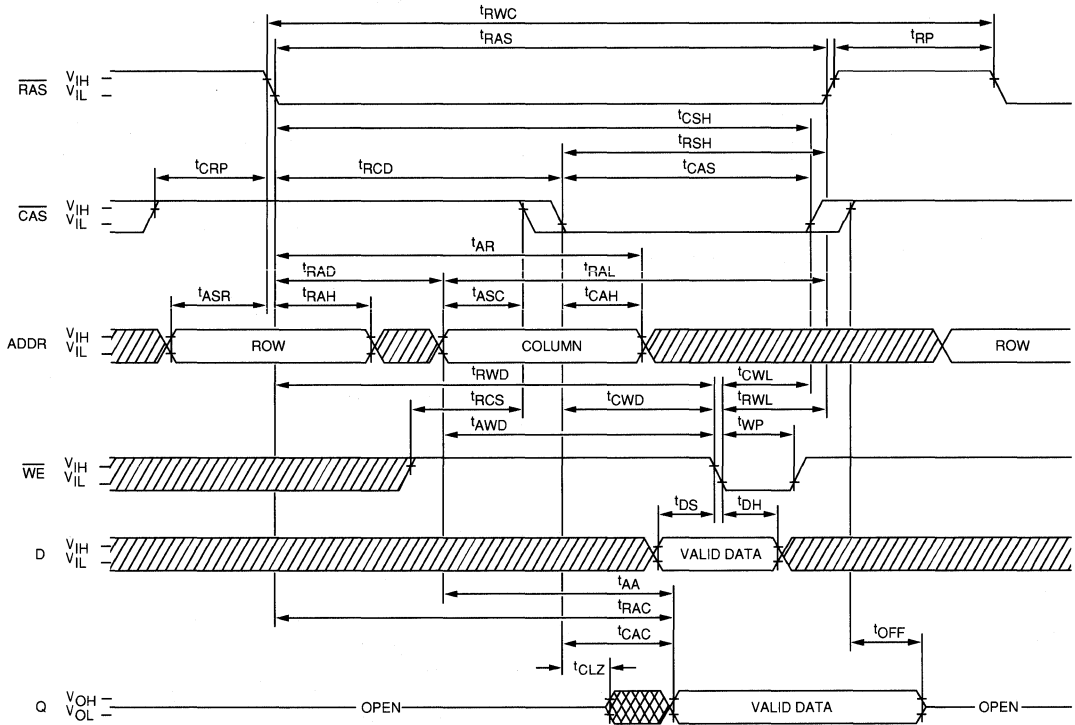 tRWC
tRAS
tRP
RAS VIH
VIL
tCSH
tRSH
tCRP
tRCD
tCAS
CAS VIH
VIL
tAR
tRAD
tRAL
tASR
tRAH
tASC
tCAH
ADDR VIH
VIL
ROW
COLUMN
ROW
tRWD
tCWL
tRCS
tCWD
tRWL
tAWD
tWP
WE VIH
VIL
tDS
tDH
D VIH
VIL
VALID DATA
tAA
tRAC
tCAC
tOFF
tCLZ
Q VOH
VOL
OPEN
VALID DATA
OPEN